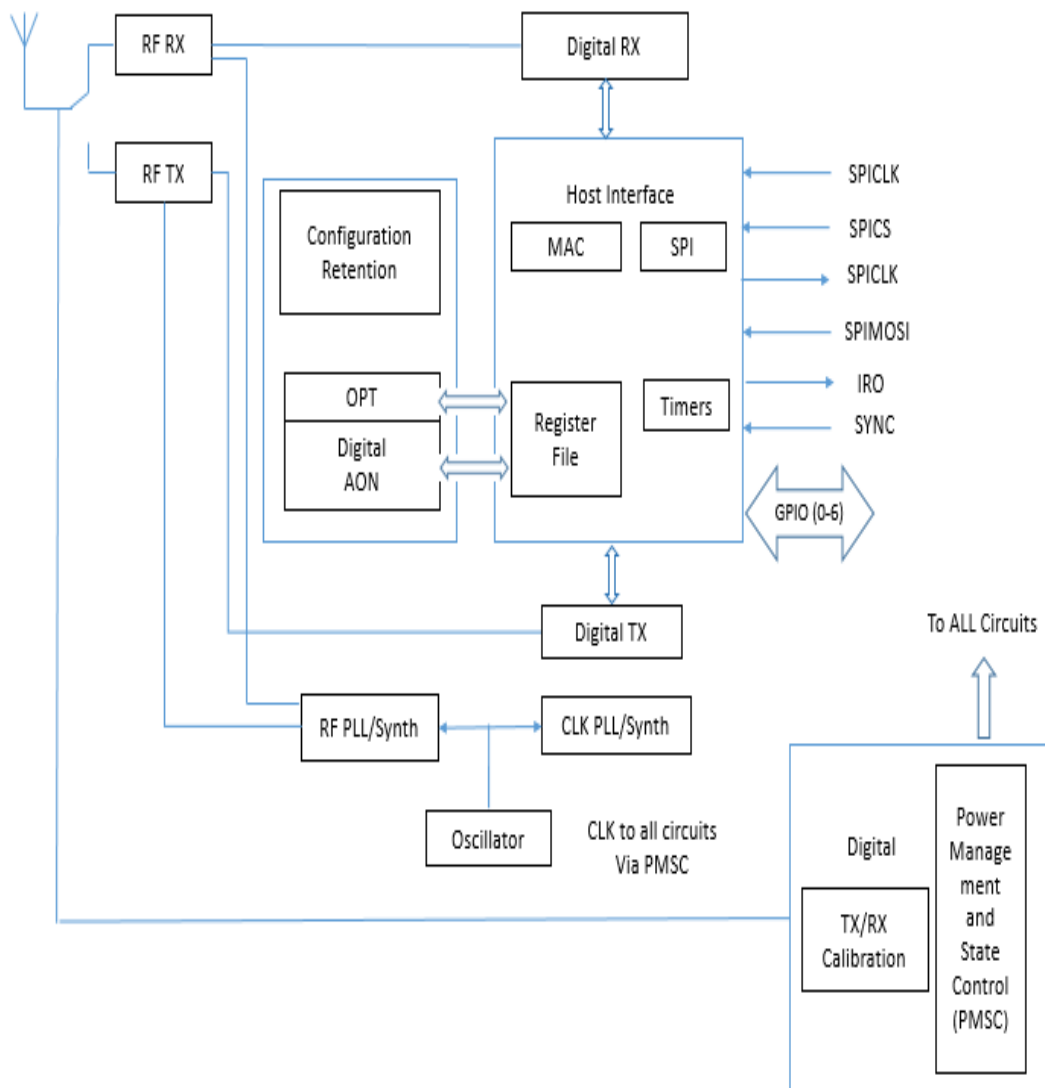 RF RX
Digital RX
RF TX
Configuration
Retention
Host Interface
MAC
SPI
SPICLK
SPICS
SPICLK
SPIMOSI
IRO
SYNC
OPT
Digital
AON
Register
File
Timers
GPIO (0-6)
Digital TX
To ALL Circuits
RF PLL/Synth
CLK PLL/Synth
Oscillator
CLK to all circuits
Via PMSC
Digital
TX/RX
Calibration
Power
Manage
ment
and
State
Control
(PMSC)